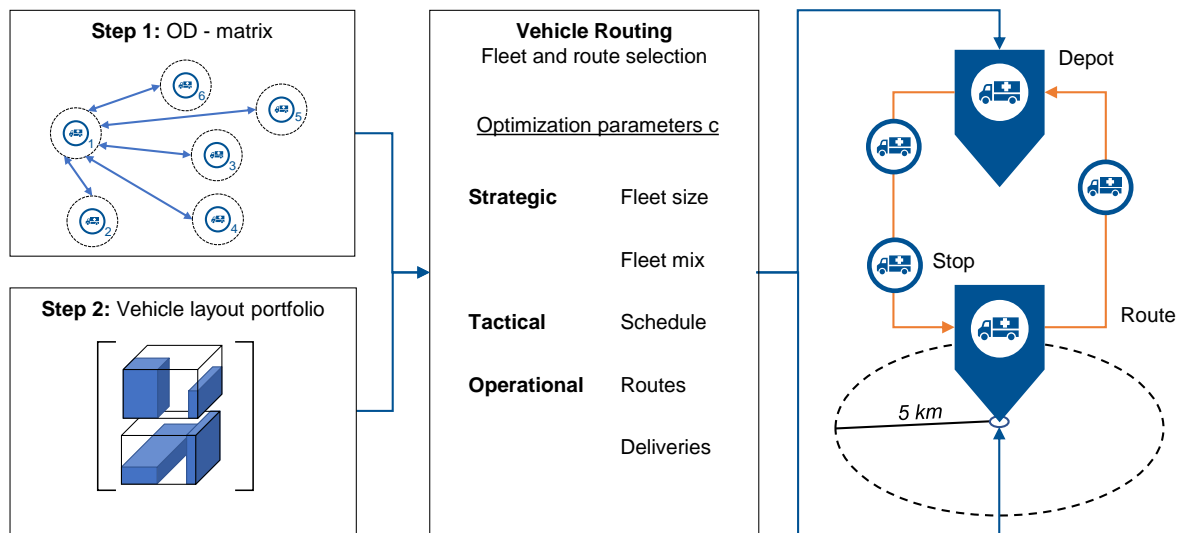 Step 1: OD - matrix
6
5
1
3
2
4
Step 2: Vehicle layout portfolio
Vehicle Routing
Fleet and route selection
Optimization parameters c
Strategic Fleet size
Fleet mix
Tactical Schedule
Operational Routes
Deliveries
Depot
Stop
Route
5 km